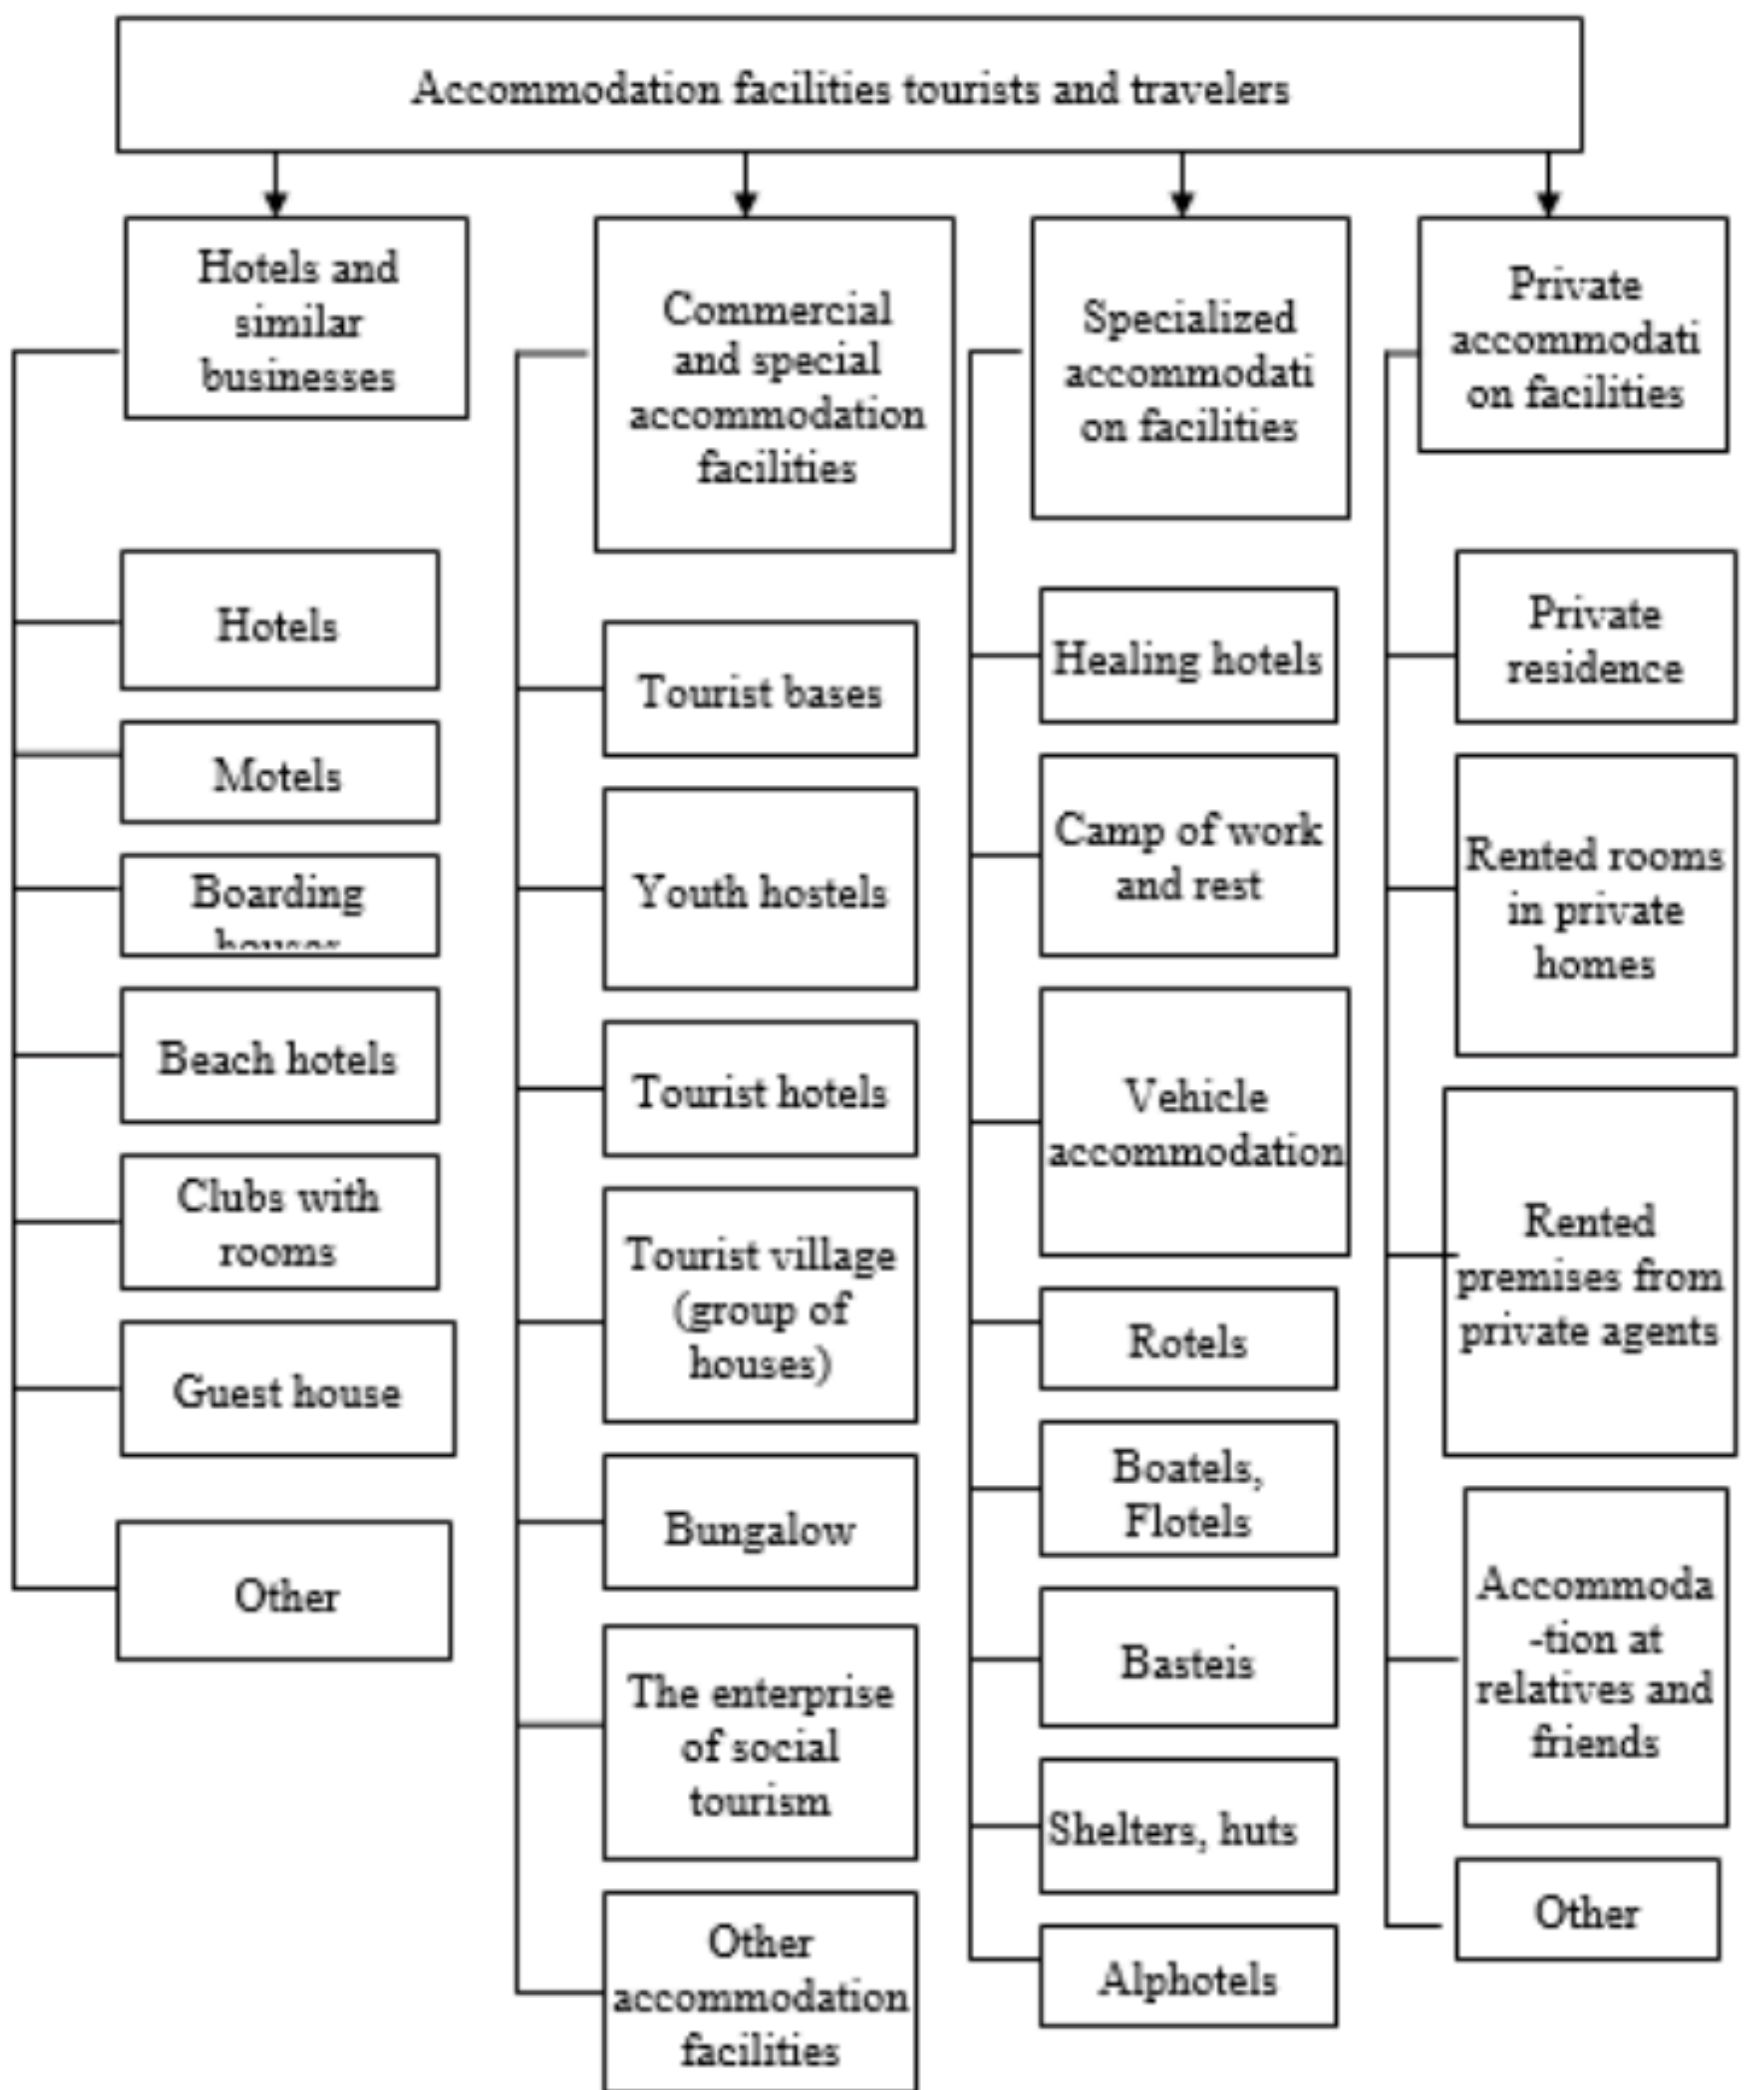 Accommodation facilities tourists and travelers
Hotels and
similar
businesses
Hotels
Motels
Boarding
houses
Beach hotels
Clubs with
rooms
Guest house
Other
Commercial
and special
accommodation
facilities
Tourist bases
Youth hostels
Tourist hotels
Tourist village
(group of
houses)
Bungalow
The enterprise
of social
tourism
Other
accommodation
facilities
Specialized
accommodati
on facilities
Healing hotels
Camp of work
and rest
Vehicle
accommodation
Rotels
Boatels,
Flotels
Basteis
Shelters, huts
Alphotels
Private
accommodati
on facilities
Private
residence
Rented rooms
in private
homes
Rented
premises from
private agents
Accommoda
-tion at
relatives and
friends
Other